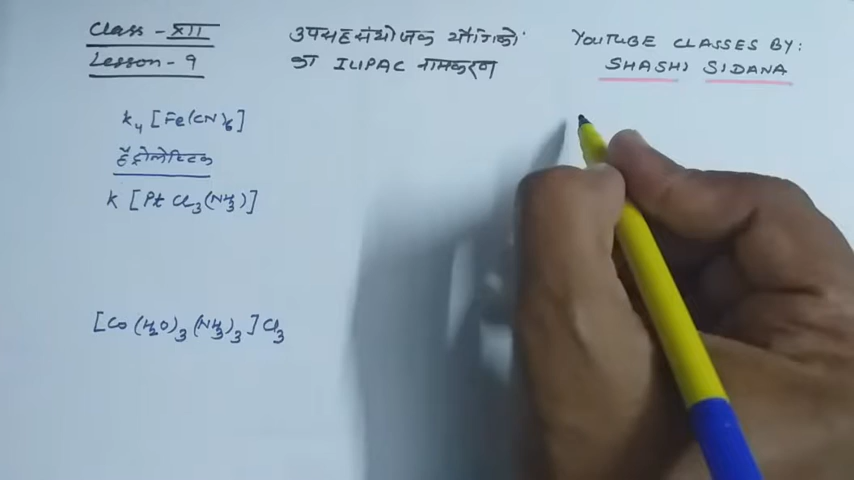 Class - XII
Lesson - 9
उपसहसंयोजक यौगिकों
का IUPAC नामकरण
YOUTUBE CLASSES BY:
SHASHI SIDANA
K₄ [Fe(CN)₆]
हैट्रोलेप्टिक
K [Pt Cl₃(NH₃)]
[Co(H₂O)₃(NH₃)₃]Cl₃